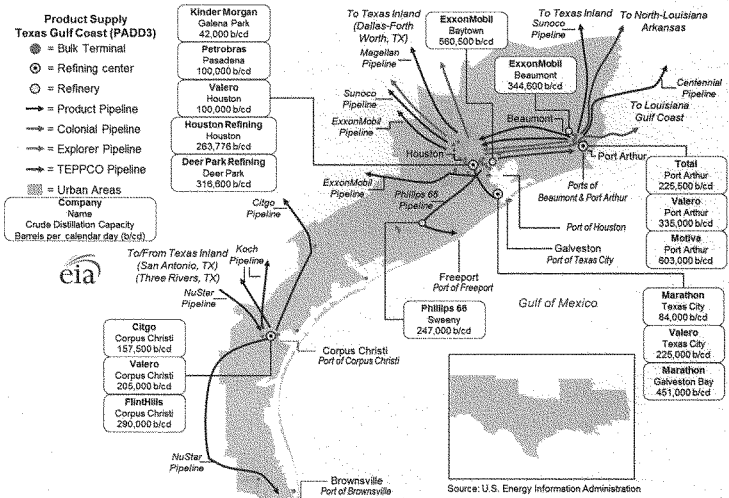 Product Supply
Texas Gulf Coast (PADD3)
= Bulk Terminal
= Refining center
= Refinery
= Product Pipeline
= Colonial Pipeline
= Explorer Pipeline
= TEPPCO Pipeline
= Urban Areas
Company
Name
Crude Distillation Capacity
Barrels per calendar day (b/cd)
eia
Kinder Morgan
Galena Park
42,000 b/cd
Petrobras
Pasadena
100,000 b/cd
Valero
Houston
100,000 b/cd
Houston Refining
Houston
263,776 b/cd
Deer Park Refining
Deer Park
316,600 b/cd
To Texas Inland
(Dallas-Forth
Worth, TX)
Magellan
Pipeline
Sunoco
Pipeline
ExxonMobil
Pipeline
ExxonMobil
Baytown
560,500 b/cd
ExxonMobil
Beaumont
344,600 b/cd
To Texas Inland
Sunoco
Pipeline
To North-Louisiana
Arkansas
Centennial
Pipeline
To Louisiana
Gulf Coast
Beaumont
Houston
Port Arthur
Ports of
Beaumont & Port Arthur
Total
Port Arthur
225,500 b/cd
Valero
Port Arthur
335,000 b/cd
Motiva
Port Arthur
603,000 b/cd
ExxonMobil
Pipeline
Phillips 66
Pipeline
Port of Houston
Galveston
Port of Texas City
Freeport
Port of Freeport
Citgo
Pipeline
To/From Texas Inland
(San Antonio, TX)
(Three Rivers, TX)
Koch
Pipeline
NuStar
Pipeline
Phillips 66
Sweeny
247,000 b/cd
Gulf of Mexico
Marathon
Texas City
84,000 b/cd
Valero
Texas City
225,000 b/cd
Marathon
Galveston Bay
451,000 b/cd
Citgo
Corpus Christi
157,500 b/cd
Valero
Corpus Christi
205,000 b/cd
FlintHills
Corpus Christi
290,000 b/cd
Corpus Christi
Port of Corpus Christi
NuStar
Pipeline
Brownsville
Port of Brownsville
Source: U.S. Energy Information Administration